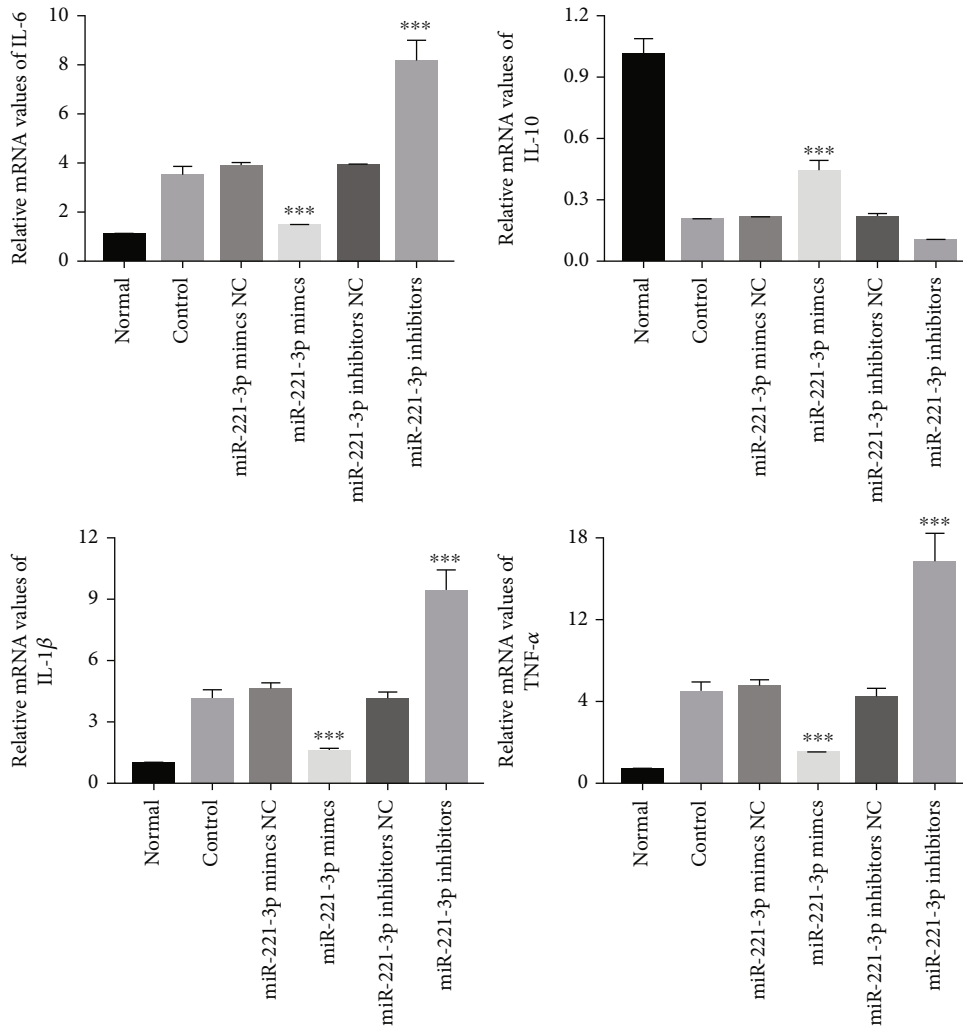 Relative mRNA values of IL-6
10
8
6
4
2
0
***
***
Normal
Control
miR-221-3p mimcs NC
miR-221-3p mimcs
miR-221-3p inhibitors NC
miR-221-3p inhibitors
Relative mRNA values of
IL-10
1.2
0.9
0.6
0.3
0.0
***
Normal
Control
miR-221-3p mimcs NC
miR-221-3p mimcs
miR-221-3p inhibitors NC
miR-221-3p inhibitors
Relative mRNA values of
IL-1β
12
9
6
3
0
***
***
Normal
Control
miR-221-3p mimcs NC
miR-221-3p mimcs
miR-221-3p inhibitors NC
miR-221-3p inhibitors
Relative mRNA values of
TNF-α
18
12
4
0
***
***
Normal
Control
miR-221-3p mimcs NC
miR-221-3p mimcs
miR-221-3p inhibitors NC
miR-221-3p inhibitors